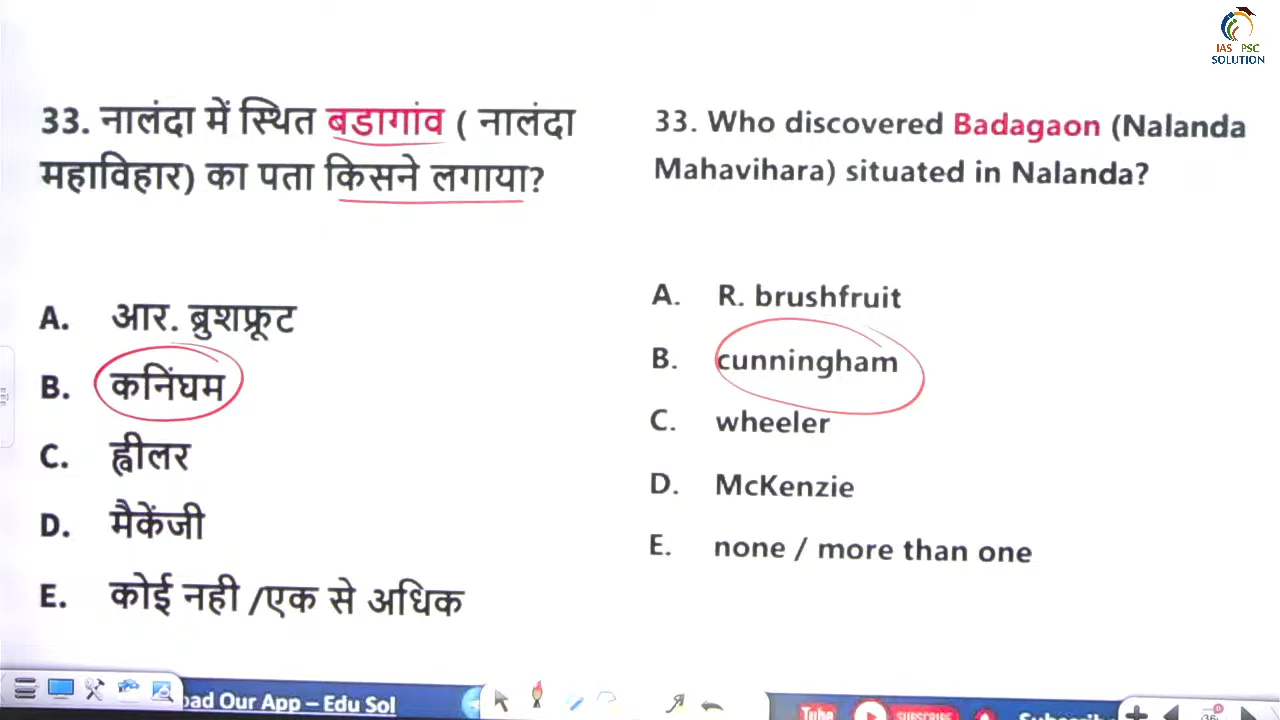 IAS PSC
SOLUTION
33. नालंदा में स्थित बडागांव ( नालंदा
महाविहार) का पता किसने लगाया?
A. आर. ब्रुशफ्रूट
B. कनिंघम
C. ह्वीलर
D. मैकेंजी
E. कोई नही /एक से अधिक
33. Who discovered Badagaon (Nalanda
Mahavihara) situated in Nalanda?
A. R. brushfruit
B. cunningham
C. wheeler
D. McKenzie
E. none / more than one
oad Our App – Edu Sol
Tube
SUBSCRIBE